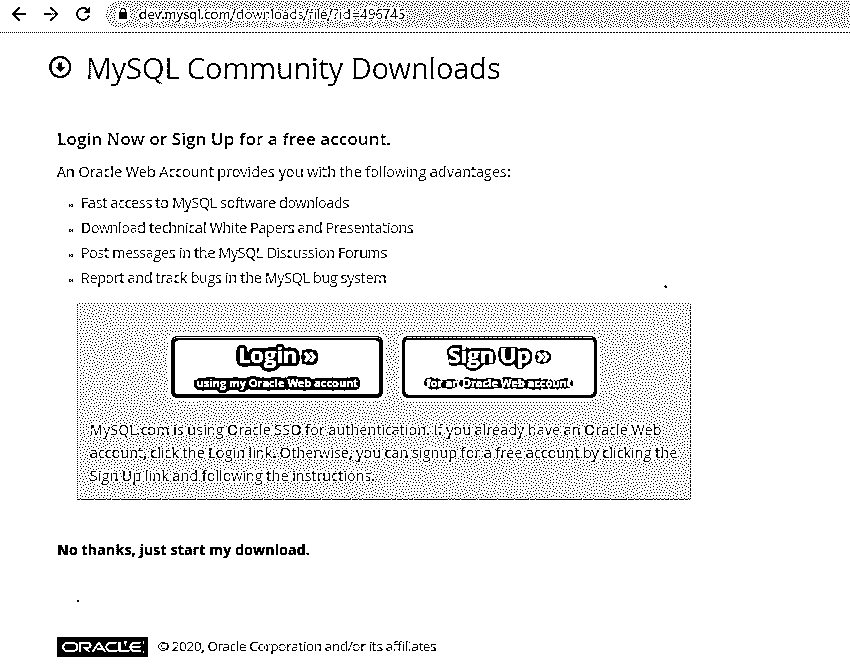 dev.mysql.com/downloads/file/?id=496745
MySQL Community Downloads
Login Now or Sign Up for a free account.
An Oracle Web Account provides you with the following advantages:
Fast access to MySQL software downloads
Download technical White Papers and Presentations
Post messages in the MySQL Discussion Forums
Report and track bugs in the MySQL bug system
Login »
using my Oracle Web account
Sign Up »
for an Oracle Web account
MySQL.com is using Oracle SSO for authentication. If you already have an Oracle Web
account, click the Login link. Otherwise, you can signup for a free account by clicking the
Sign Up link and following the instructions.
No thanks, just start my download.
ORACLE © 2020, Oracle Corporation and/or its affiliates